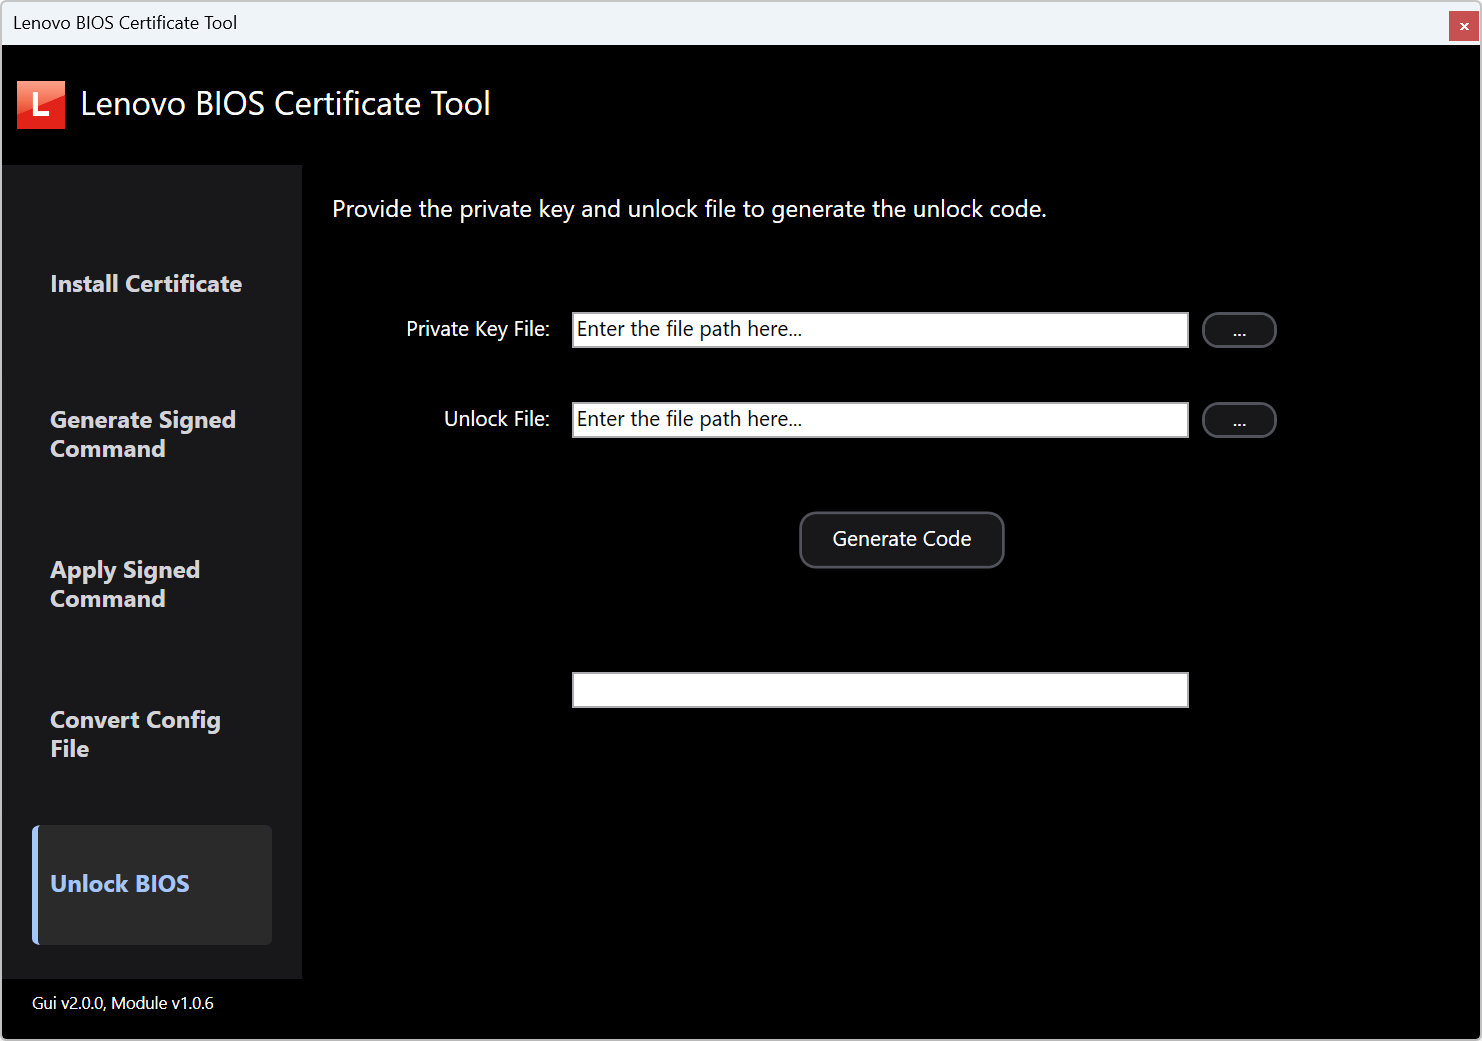 Lenovo BIOS Certificate Tool
x
L Lenovo BIOS Certificate Tool
Install Certificate
Generate Signed
Command
Apply Signed
Command
Convert Config
File
Unlock BIOS
Provide the private key and unlock file to generate the unlock code.
Private Key File: Enter the file path here... ...
Unlock File: Enter the file path here... ...
Generate Code
Gui v2.0.0, Module v1.0.6